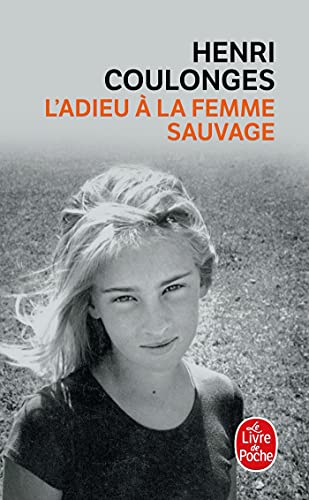 HENRI
COULONGES
L'ADIEU À LA FEMME
SAUVAGE
Le
Livre
de
Poche